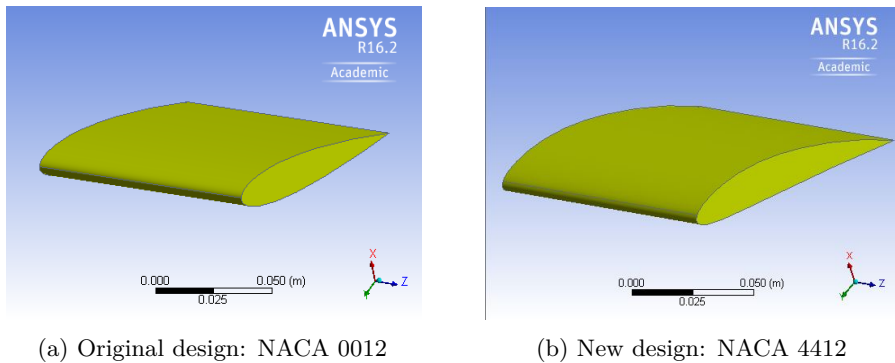 ANSYS
R16.2
Academic
0.000
0.050 (m)
0.025
X
Z
Y
(a) Original design: NACA 0012
ANSYS
R16.2
Academic
0.000
0.050 (m)
0.025
X
Z
Y
(b) New design: NACA 4412